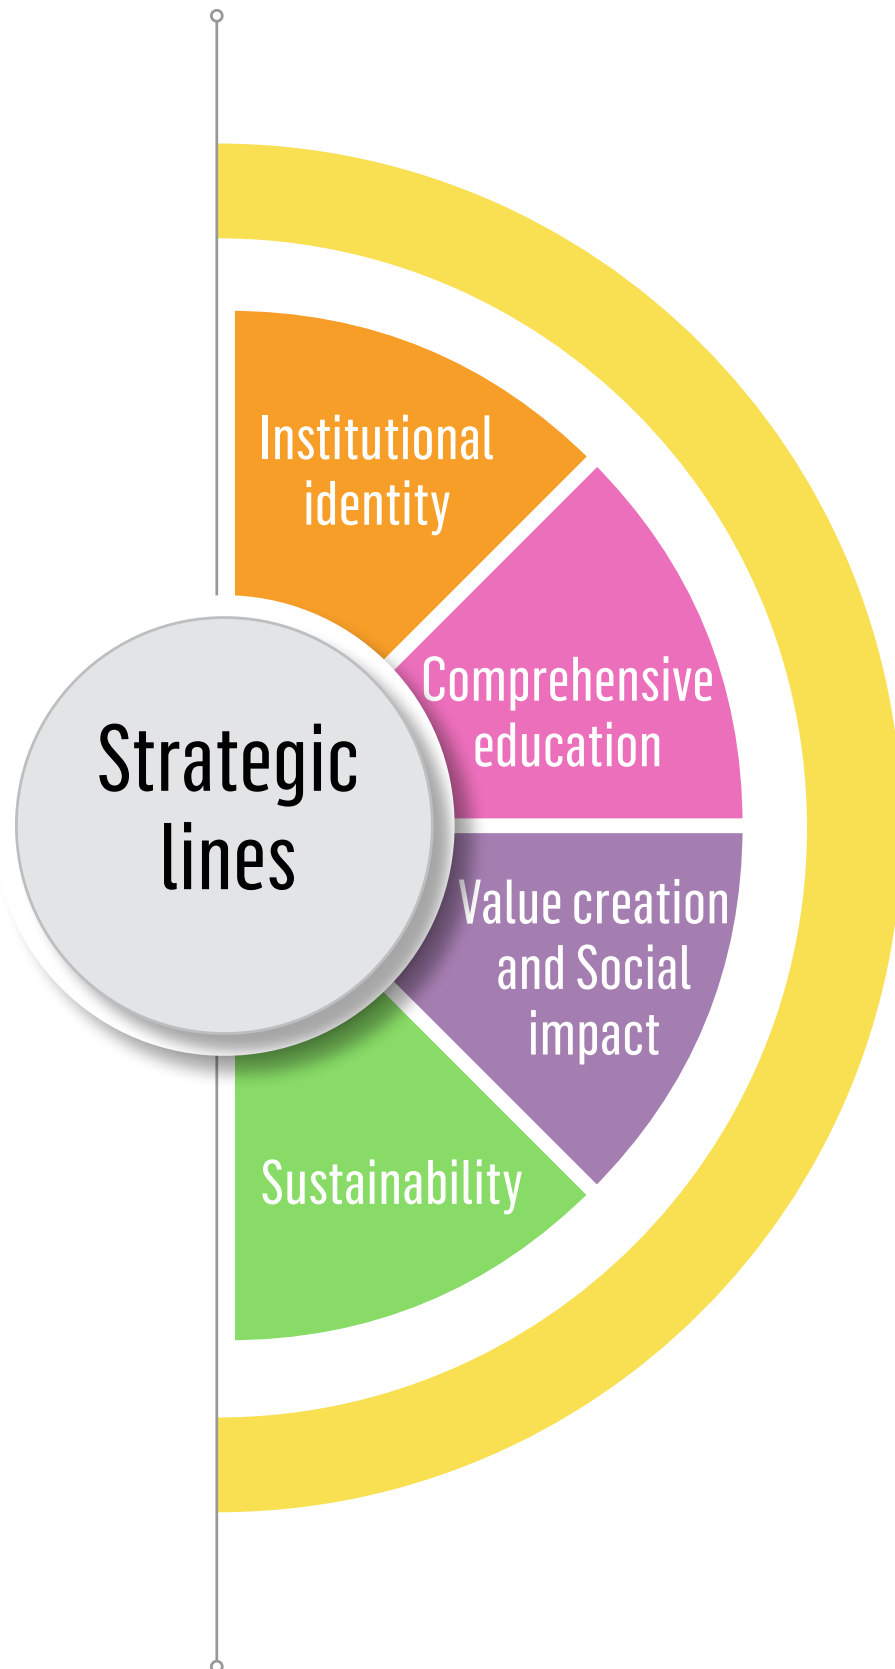 Institutional
identity
Comprehensive
education
Strategic
lines
Value creation
and Social
impact
Sustainability